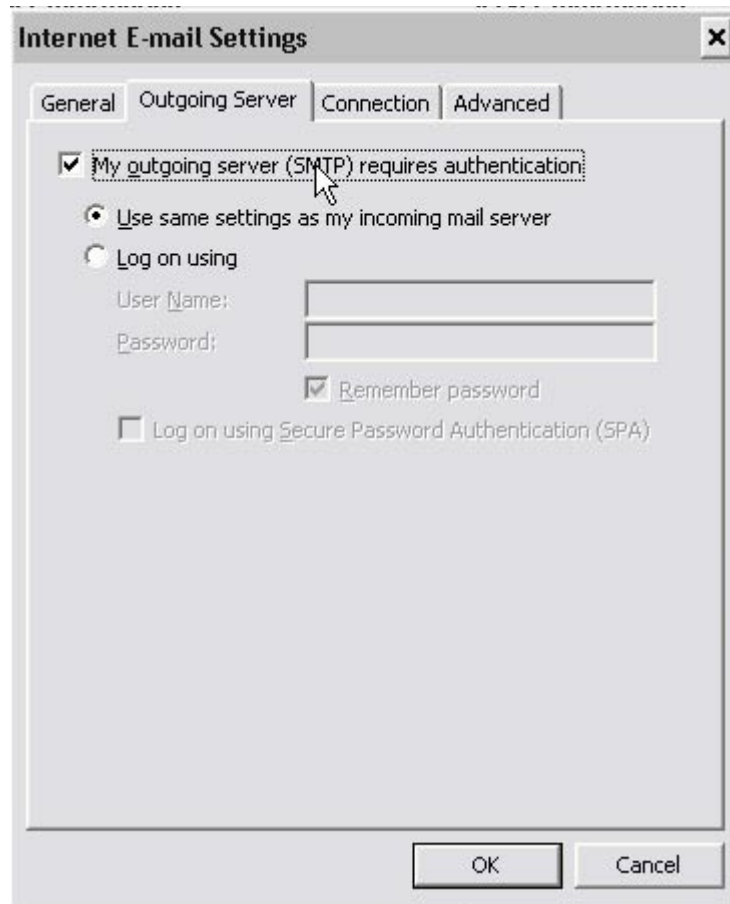 Internet E-mail Settings
General Outgoing Server Connection Advanced
My outgoing server (SMTP) requires authentication
Use same settings as my incoming mail server
Log on using
User Name:
Password:
Remember password
Log on using Secure Password Authentication (SPA)
OK Cancel